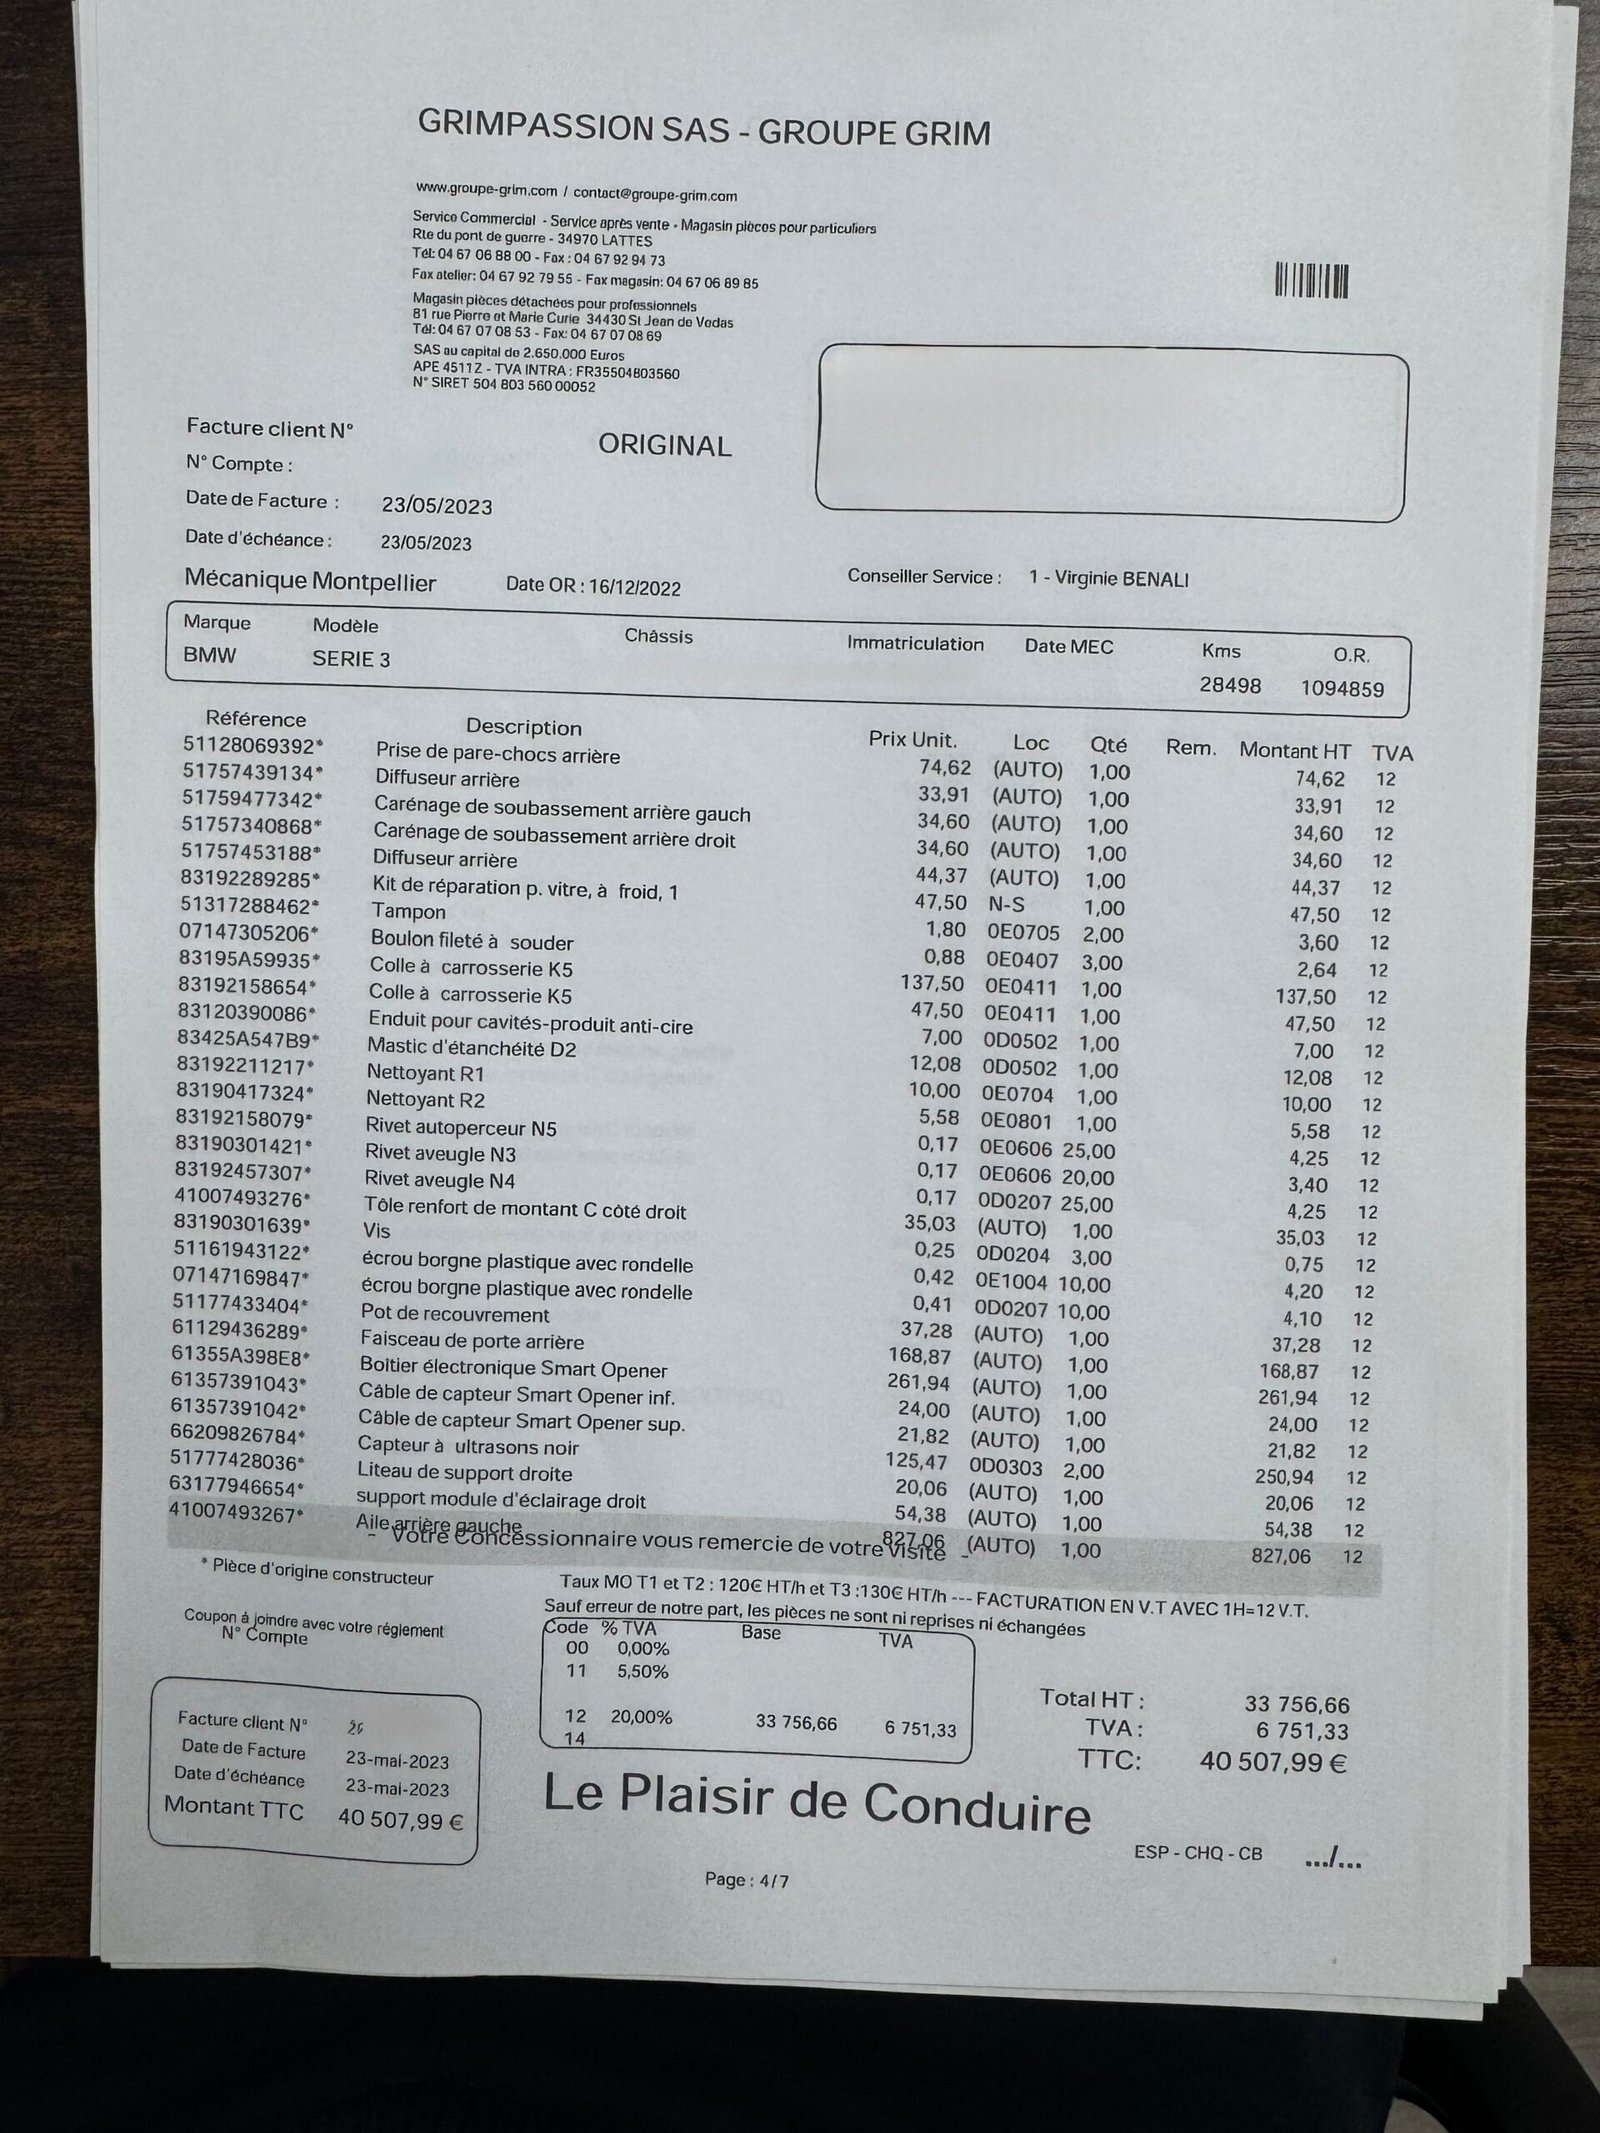 GRIMPASSION SAS - GROUPE GRIM
www.groupe-grim.com / contact@groupe-grim.com
Service Commercial - Service après vente - Magasin pièces pour particuliers
Rte du pont de guerre - 34970 LATTES
Tél: 04 67 06 88 00 - Fax : 04 67 92 94 73
Fax atelier: 04 67 92 79 55 - Fax magasin: 04 67 06 89 85
Magasin pièces détachées pour professionnels
81 rue Pierre et Marie Curie 34430 St Jean de Vedas
Tél: 04 67 07 08 53 - Fax: 04 67 07 08 69
SAS au capital de 2.650.000 Euros
APE 4511Z - TVA INTRA : FR35504803560
N° SIRET 504 803 560 00052
Facture client N°
ORIGINAL
N° Compte :
Date de Facture : 23/05/2023
Date d'échéance : 23/05/2023
Mécanique Montpellier Date OR : 16/12/2022 Conseiller Service : 1 - Virginie BENALI
Marque Modèle Châssis Immatriculation Date MEC Kms O.R.
BMW SERIE 3 28498 1094859
Référence Description Prix Unit. Loc Qté Rem. Montant HT TVA
51128069392* Prise de pare-chocs arrière 74,62 (AUTO) 1,00 74,62 12
51757439134* Diffuseur arrière 33,91 (AUTO) 1,00 33,91 12
51759477342* Carénage de soubassement arrière gauch 34,60 (AUTO) 1,00 34,60 12
51757340868* Carénage de soubassement arrière droit 34,60 (AUTO) 1,00 34,60 12
51757453188* Diffuseur arrière 44,37 (AUTO) 1,00 44,37 12
83192289285* Kit de réparation p. vitre, à froid, 1 47,50 N-S 1,00 47,50 12
51317288462* Tampon 1,80 0E0705 2,00 3,60 12
07147305206* Boulon fileté à souder 0,88 0E0407 3,00 2,64 12
83195A59935* Colle à carrosserie K5 137,50 0E0411 1,00 137,50 12
83192158654* Colle à carrosserie K5 47,50 0E0411 1,00 47,50 12
83120390086* Enduit pour cavités-produit anti-cire 7,00 0D0502 1,00 7,00 12
83425A547B9* Mastic d'étanchéité D2 12,08 0D0502 1,00 12,08 12
83192211217* Nettoyant R1 10,00 0E0704 1,00 10,00 12
83190417324* Nettoyant R2 5,58 0E0801 1,00 5,58 12
83192158079* Rivet autoperceur N5 0,17 0E0606 25,00 4,25 12
83190301421* Rivet aveugle N3 0,17 0E0606 20,00 3,40 12
83192457307* Rivet aveugle N4 0,17 0D0207 25,00 4,25 12
41007493276* Tôle renfort de montant C côté droit 35,03 (AUTO) 1,00 35,03 12
83190301639* Vis 0,25 0D0204 3,00 0,75 12
51161943122* écrou borgne plastique avec rondelle 0,42 0E1004 10,00 4,20 12
07147169847* écrou borgne plastique avec rondelle 0,41 0D0207 10,00 4,10 12
51177433404* Pot de recouvrement 37,28 (AUTO) 1,00 37,28 12
61129436289* Faisceau de porte arrière 168,87 (AUTO) 1,00 168,87 12
61355A398E8* Boîtier électronique Smart Opener 261,94 (AUTO) 1,00 261,94 12
61357391043* Câble de capteur Smart Opener inf. 24,00 (AUTO) 1,00 24,00 12
61357391042* Câble de capteur Smart Opener sup. 21,82 (AUTO) 1,00 21,82 12
66209826784* Capteur à ultrasons noir 125,47 0D0303 2,00 250,94 12
51777428036* Liteau de support droite 20,06 (AUTO) 1,00 20,06 12
63177946654* support module d'éclairage droit 54,38 (AUTO) 1,00 54,38 12
41007493267* Aile arrière gauche 827,06 (AUTO) 1,00 827,06 12
- Votre Concessionnaire vous remercie de votre visite -
* Pièce d'origine constructeur
Taux MO T1 et T2 : 120€ HT/h et T3 :130€ HT/h --- FACTURATION EN V.T AVEC 1H=12 V.T.
Sauf erreur de notre part, les pièces ne sont ni reprises ni échangées
Coupon à joindre avec votre réglement
N° Compte
Code % TVA Base TVA
00 0,00%
11 5,50%
12 20,00% 33 756,66 6 751,33
14
Total HT : 33 756,66
TVA : 6 751,33
TTC: 40 507,99 €
Facture client N°
Date de Facture 23-mai-2023
Date d'échéance 23-mai-2023
Montant TTC 40 507,99 €
Le Plaisir de Conduire
ESP - CHQ - CB .../...
Page : 4/7